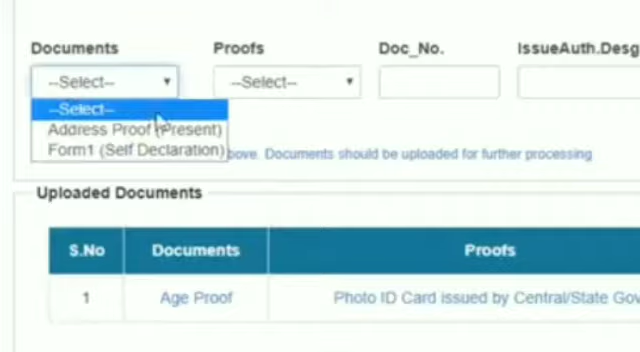 Documents Proofs Doc_No. IssueAuth.Desg
--Select-- --Select--
--Select--
Address Proof (Present)
Form1 (Self Declaration)
bove. Documents should be uploaded for further processing
Uploaded Documents
S.No Documents Proofs
1 Age Proof Photo ID Card issued by Central/State Gov